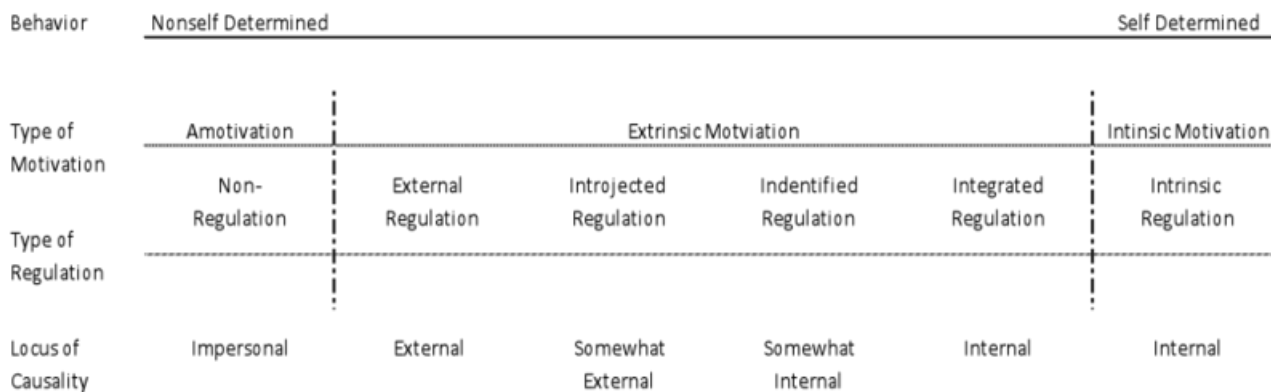 Behavior Nonself Determined Self Determined
Type of Amotivation Extrinsic Motviation Intinsic Motivation
Motivation
Non- External Introjected Indentified Integrated Intrinsic
Regulation Regulation Regulation Regulation Regulation Regulation
Type of
Regulation
Locus of Impersonal External Somewhat Somewhat Internal Internal
Causality External Internal